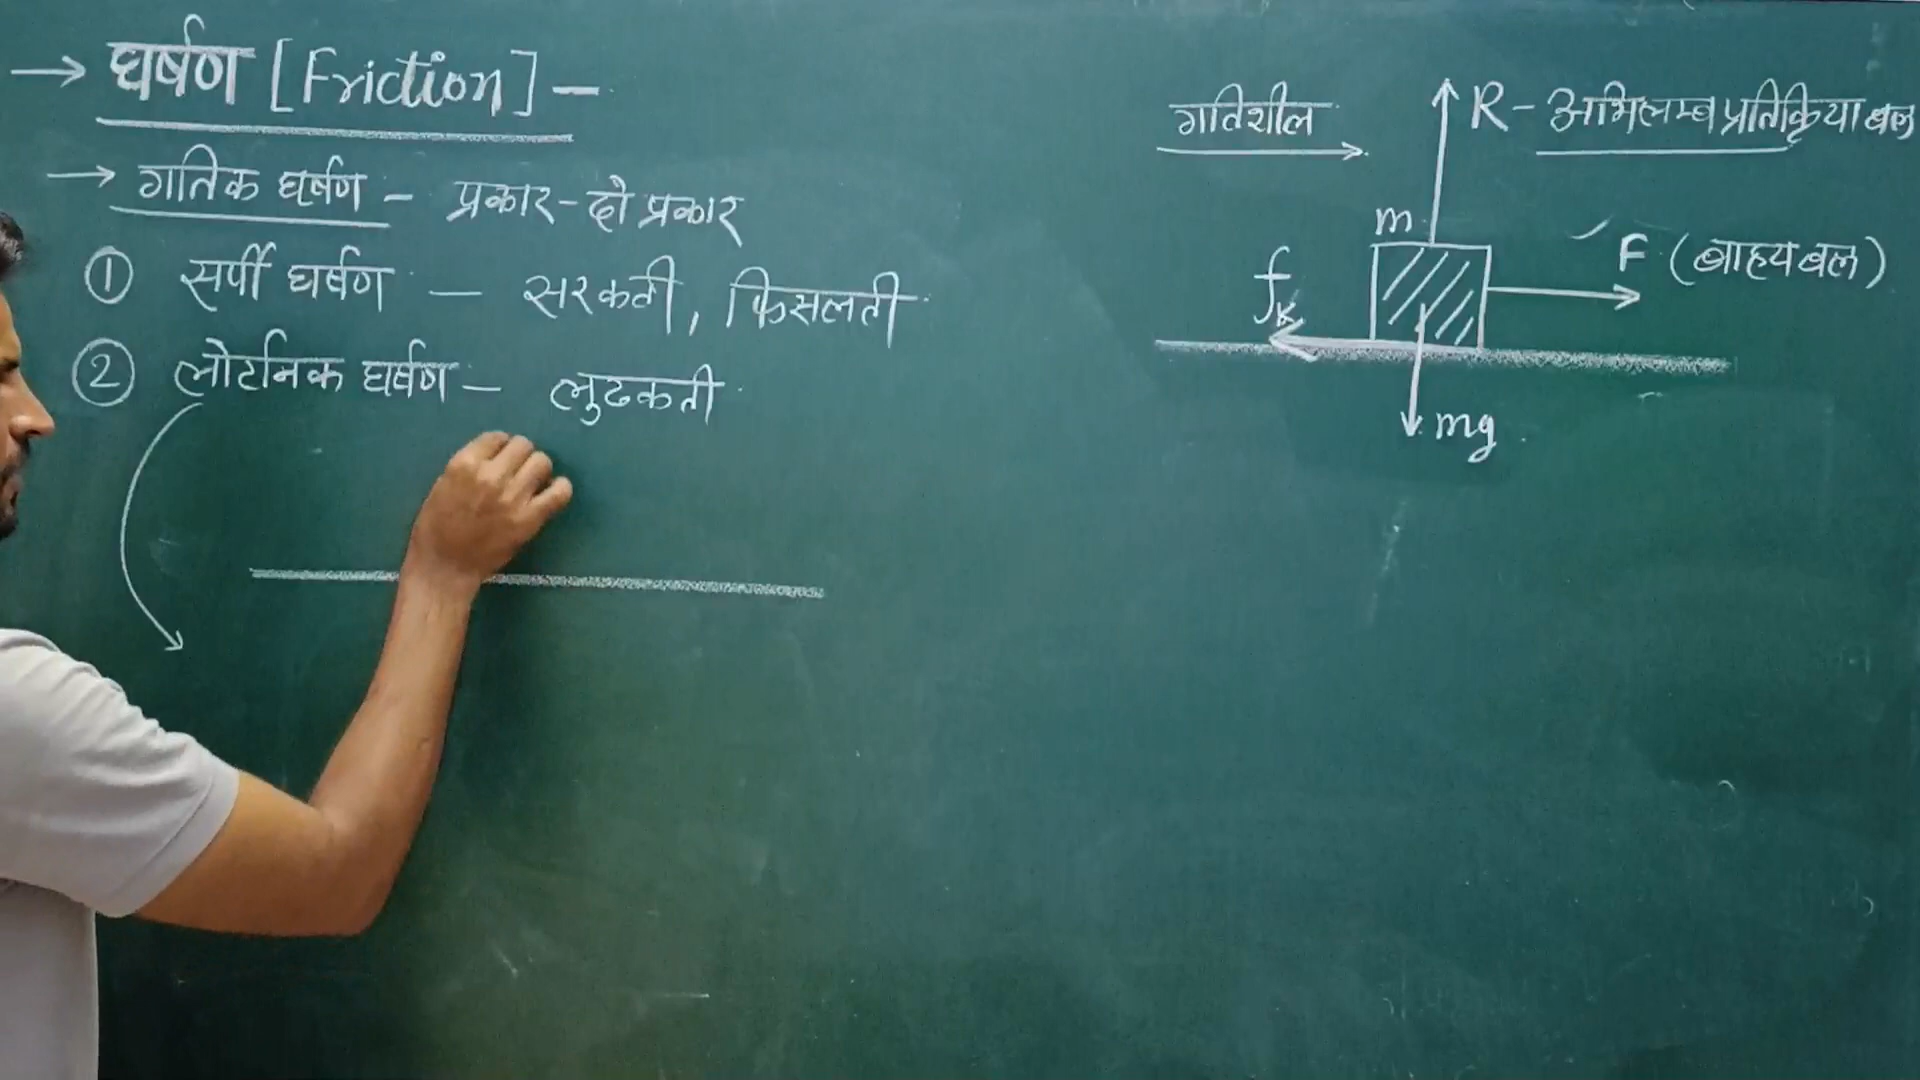 → घर्षण [Friction] –
→ गतिक घर्षण – प्रकार - दो प्रकार
① सर्पी घर्षण – सरकती, फिसलती
② लोटनिक घर्षण – लुढकती
गतिशील
R - अभिलम्ब प्रतिक्रिया बल
m
F (बाह्य बल)
fk
mg